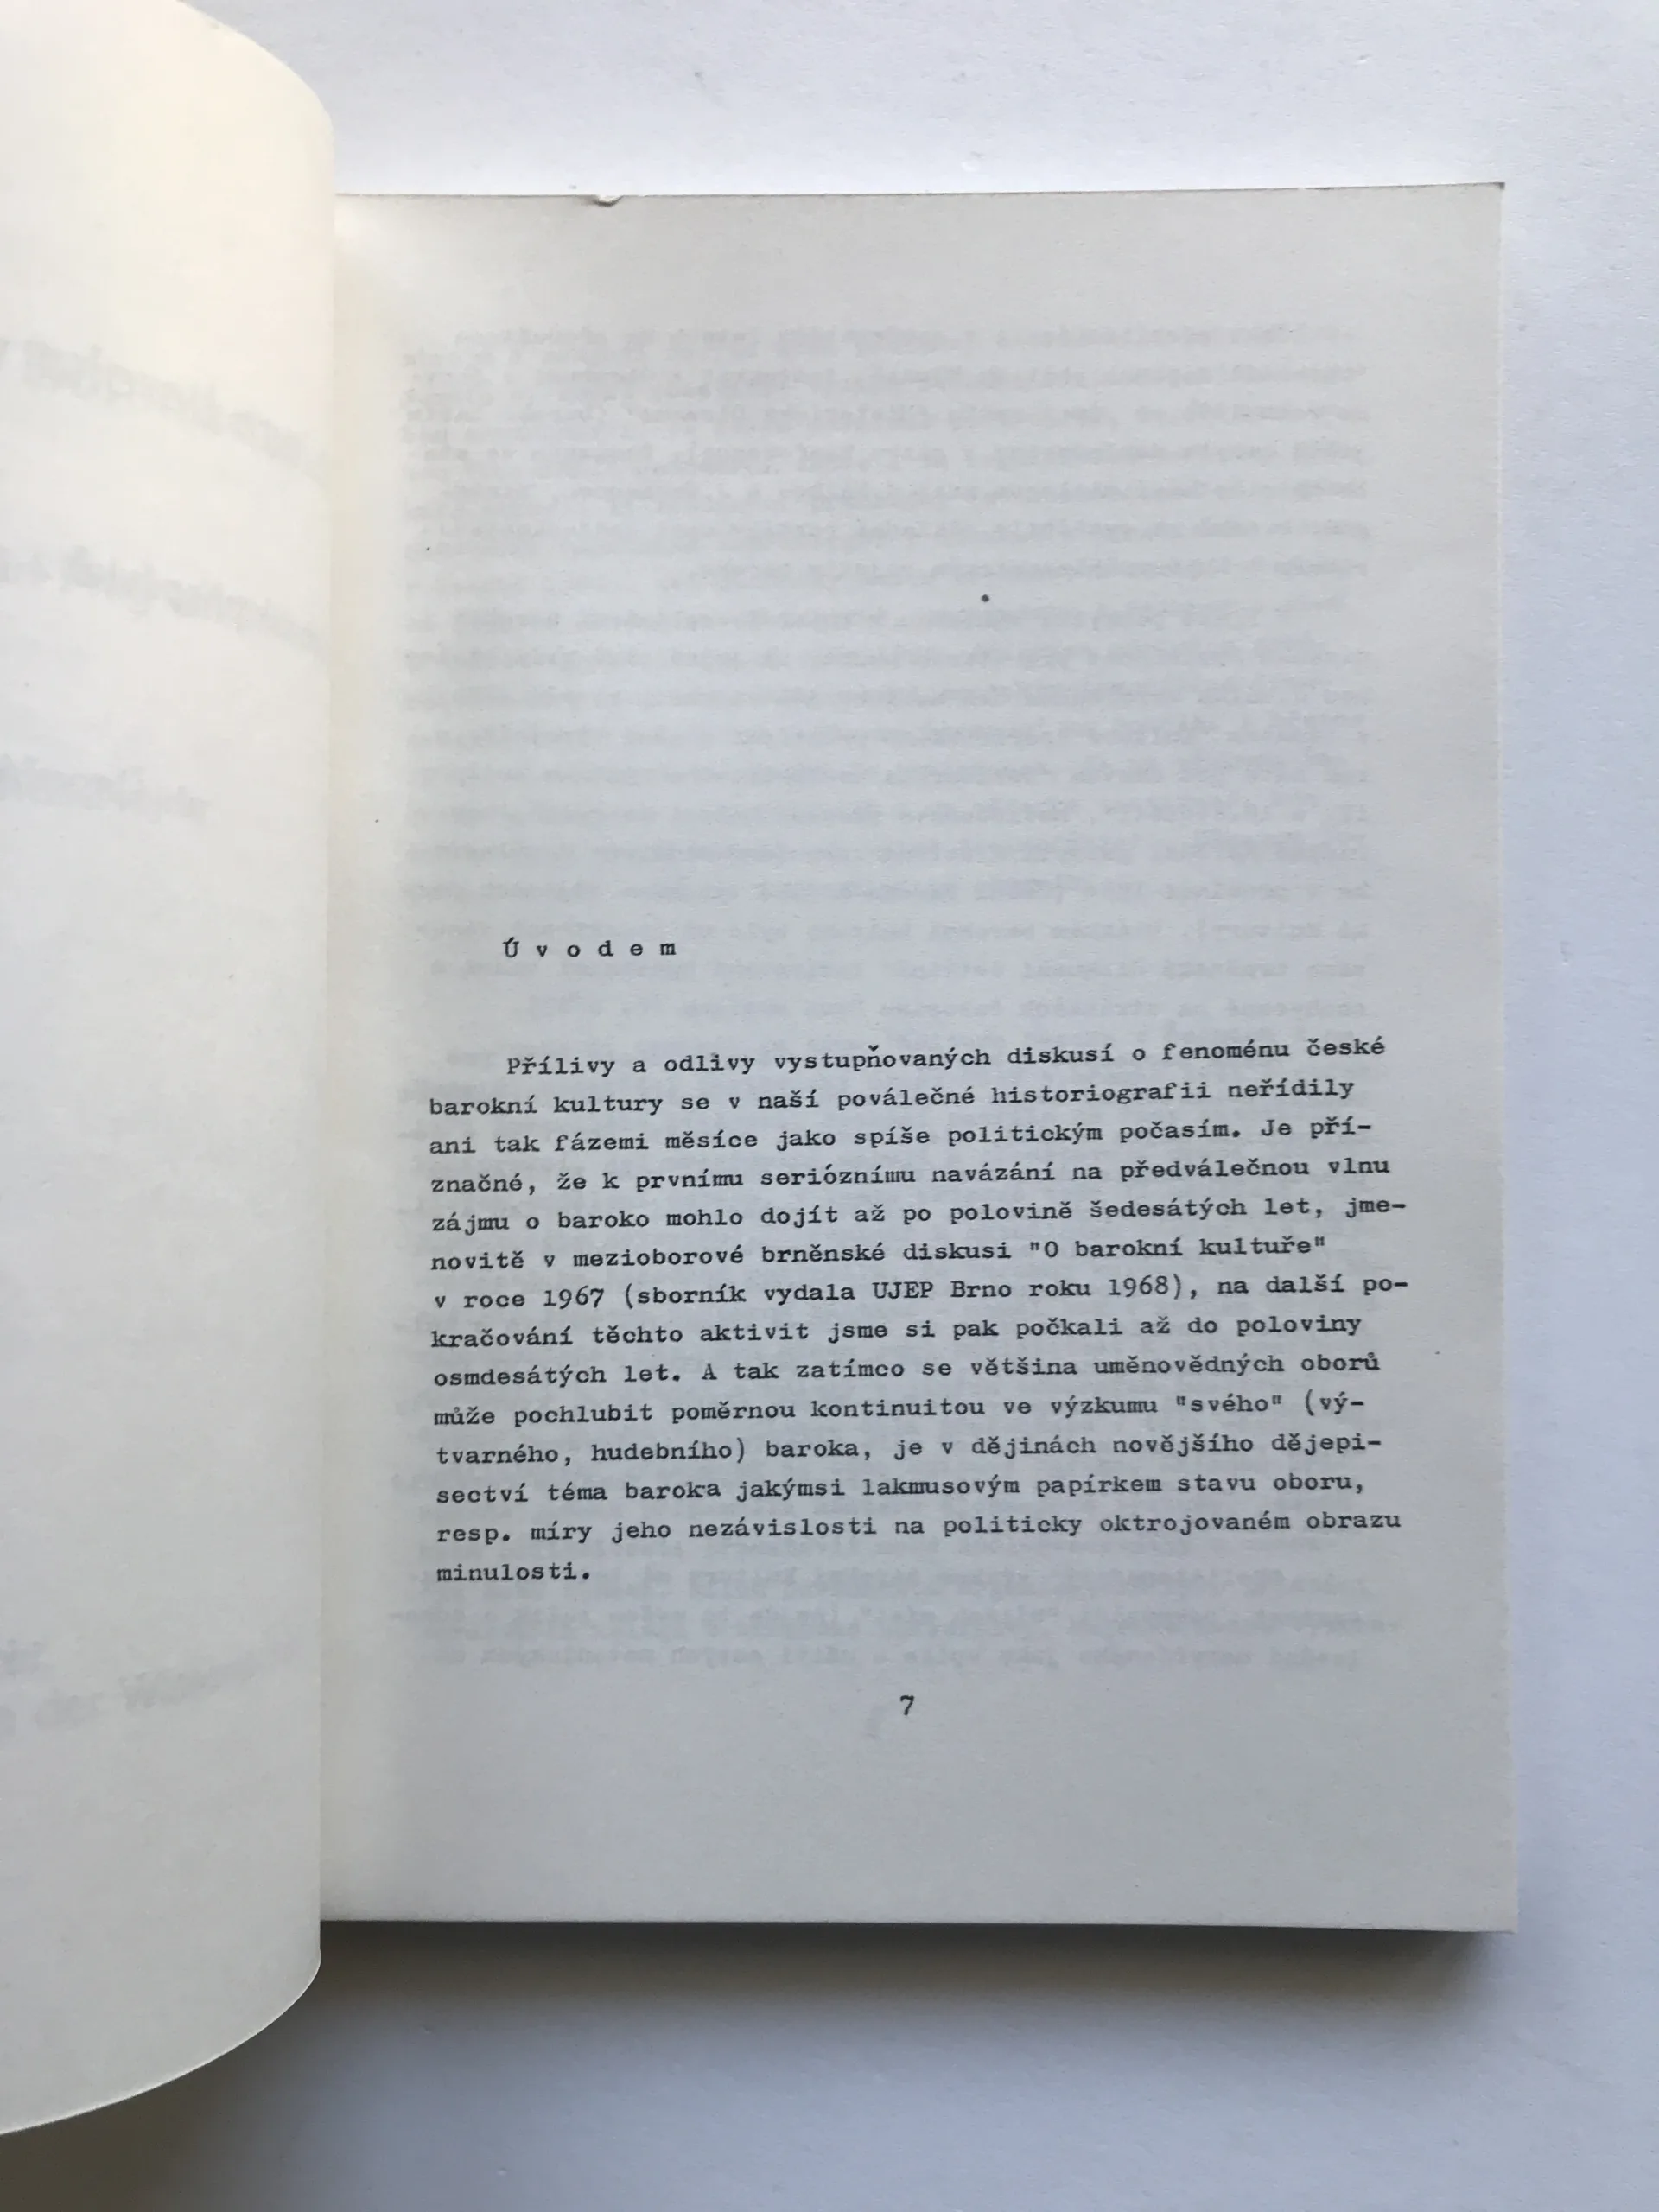 Ú v o d e m
Přílivy a odlivy vystupňovaných diskusí o fenoménu české
barokní kultury se v naší poválečné historiografii neřídily
ani tak fázemi měsíce jako spíše politickým počasím. Je pří-
značné, že k prvnímu serióznímu navázání na předválečnou vlnu
zájmu o baroko mohlo dojít až po polovině šedesátých let, jme-
novitě v mezioborové brněnské diskusi "O barokní kultuře"
v roce 1967 (sborník vydala UJEP Brno roku 1968), na další po-
kračování těchto aktivit jsme si pak počkali až do poloviny
osmdesátých let. A tak zatímco se většina uměnovědných oborů
může pochlubit poměrnou kontinuitou ve výzkumu "svého" (vý-
tvarného, hudebního) baroka, je v dějinách novějšího dějepi-
sectví téma baroka jakýmsi lakmusovým papírkem stavu oboru,
resp. míry jeho nezávislosti na politicky oktrojovaném obrazu
minulosti.
7